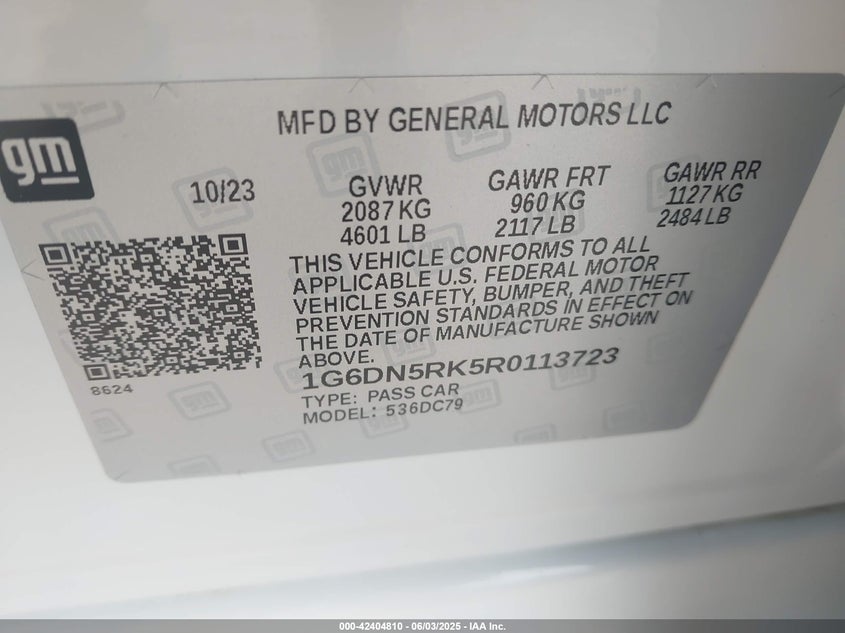 MFD BY GENERAL MOTORS LLC
gm
10/23
GVWR
2087 KG
4601 LB
GAWR FRT
960 KG
2117 LB
GAWR RR
1127 KG
2484 LB
THIS VEHICLE CONFORMS TO ALL
APPLICABLE U.S. FEDERAL MOTOR
VEHICLE SAFETY, BUMPER, AND THEFT
PREVENTION STANDARDS IN EFFECT ON
THE DATE OF MANUFACTURE SHOWN
ABOVE.
1G6DN5RK5R0113723
TYPE: PASS CAR
MODEL: 536DC79
8624
000-42404810 - 06/03/2025 - IAA Inc.